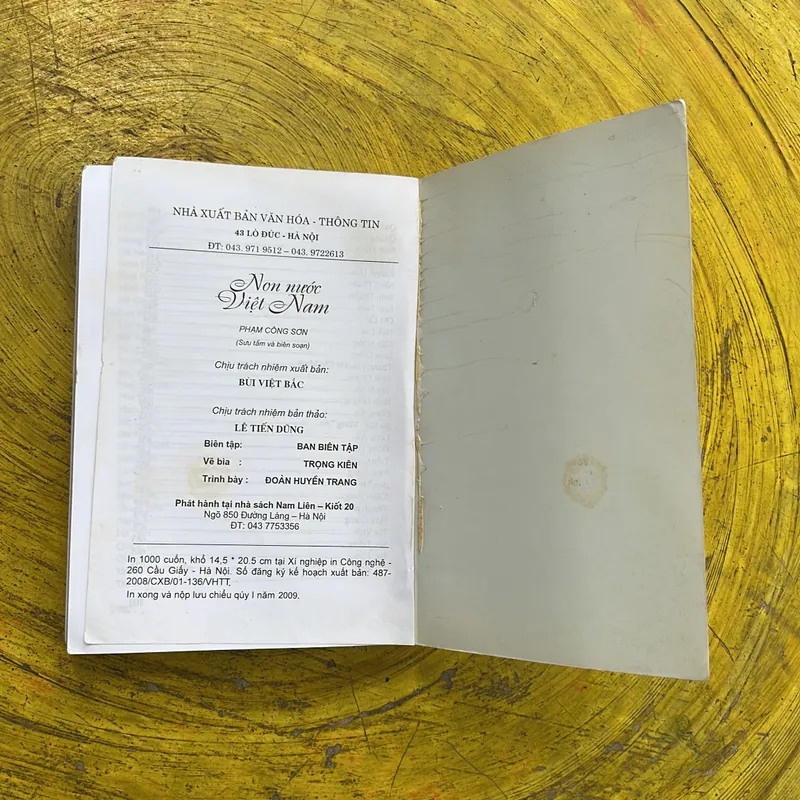 NHÀ XUẤT BẢN VĂN HÓA - THÔNG TIN
43 LÒ ĐÚC - HÀ NỘI
ĐT: 043. 971 9512 – 043. 9722613
Non nước
Việt Nam
PHẠM CÔNG SƠN
(Sưu tầm và biên soạn)
Chịu trách nhiệm xuất bản:
BÙI VIỆT BẮC
Chịu trách nhiệm bản thảo:
LÊ TIẾN DŨNG
Biên tập: BAN BIÊN TẬP
Vẽ bìa : TRỌNG KIÊN
Trình bày : ĐOÀN HUYỀN TRANG
Phát hành tại nhà sách Nam Liên – Kiốt 20
Ngõ 850 Đường Láng – Hà Nội
ĐT: 043 7753356
In 1000 cuốn, khổ 14,5 * 20.5 cm tại Xí nghiệp in Công nghệ -
260 Cầu Giấy - Hà Nội. Số đăng ký kế hoạch xuất bản: 487-
2008/CXB/01-136/VHTT.
In xong và nộp lưu chiểu qúy I năm 2009.